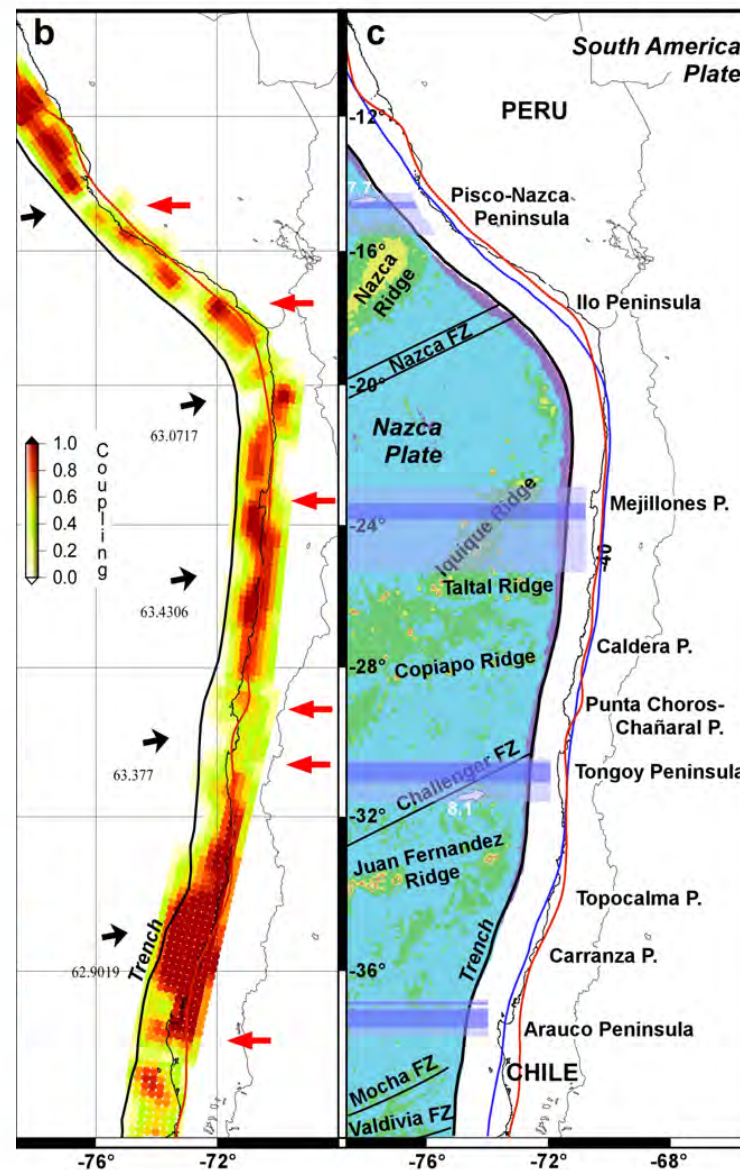 b
1.0
0.8
0.6
0.4
0.2
0.0
Coupling
63.0717
63.4306
63.377
62.9019
Trench
-76°
-72°
c
South America
Plate
-12°
PERU
7.7
Pisco-Nazca
Peninsula
-16°
Nazca
Ridge
Ilo Peninsula
Nazca FZ
-20°
Nazca
Plate
Iquique Ridge
Mejillones P.
-24°
-40
Taltal Ridge
Caldera P.
-28°
Copiapo Ridge
Punta Choros-
Chañaral P.
Challenger FZ
Tongoy Peninsula
8.1
-32°
Juan Fernandez
Ridge
Topocalma P.
Trench
Carranza P.
-36°
Arauco Peninsula
CHILE
Mocha FZ
Valdivia FZ
-76°
-72°
-68°